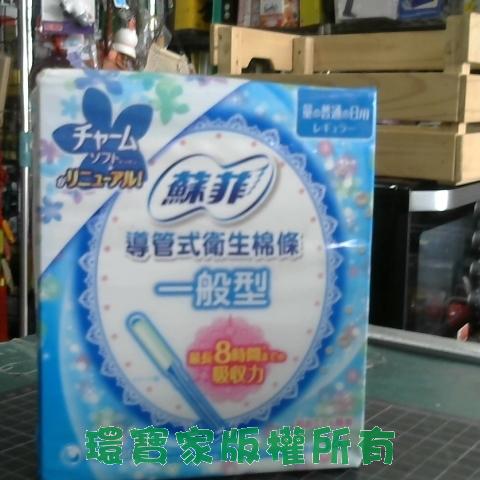 チャーム
ソフト
がリニューアル!
量の普通の日用
レギュラー
蘇菲
導管式衛生棉條
一般型
最長8時間までの
吸収力
環寶家版權所有